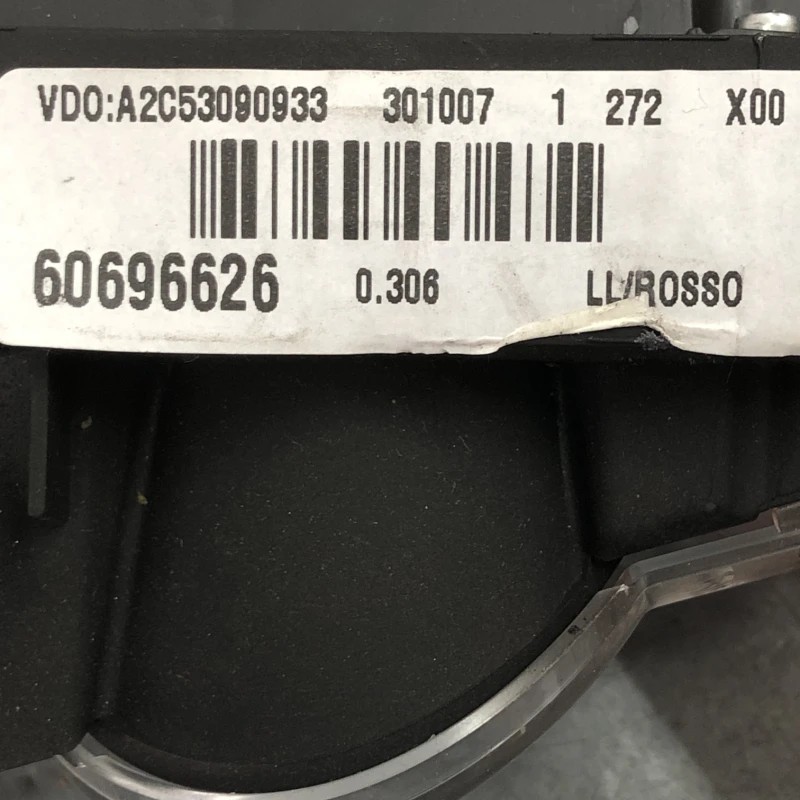 VDO:A2C53090933 301007 1 272 X00
60696626 0.306 LL/ROSSO